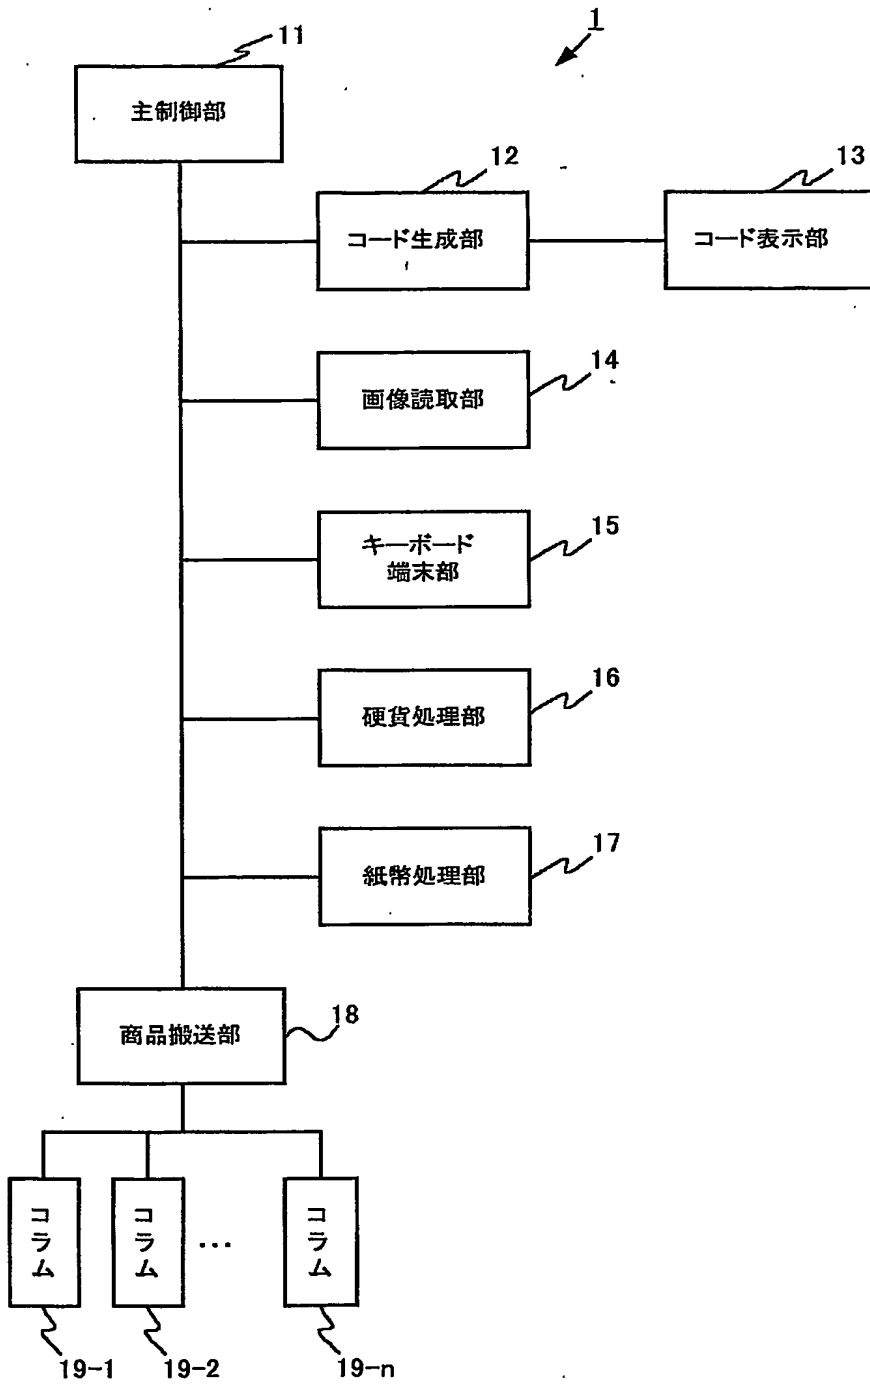 11
1
主制御部
12
13
コード生成部
コード表示部
14
画像読取部
キーボード
端末部
15
16
硬貨処理部
17
紙幣処理部
商品搬送部
18
コラム
コラム
...
コラム
19-1
19-2
19-n